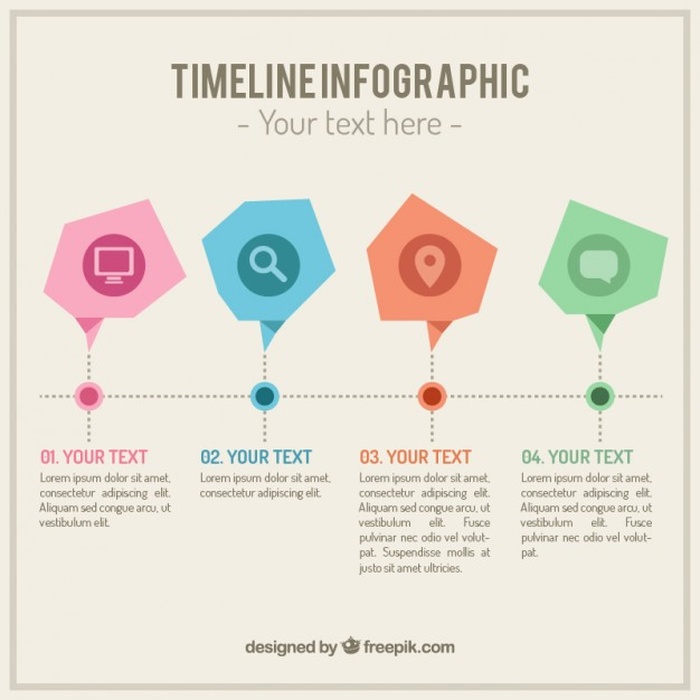 TIMELINE INFOGRAPHIC
- Your text here -
01. YOUR TEXT
Lorem ipsum dolor sit amet,
consectetur adipiscing elit.
Aliquam sed congue arcu, ut
vestibulum elit.
02. YOUR TEXT
Lorem ipsum dolor sit amet,
consectetur adipiscing elit.
03. YOUR TEXT
Lorem ipsum dolor sit amet,
consectetur adipiscing elit.
Aliquam sed congue arcu, ut
vestibulum elit. Fusce
pulvinar nec odio vel volut-
pat. Suspendisse mollis at
justo sit amet ultricies.
04. YOUR TEXT
Lorem ipsum dolor sit amet,
consectetur adipiscing elit.
Aliquam sed congue arcu, ut
vestibulum elit. Fusce
pulvinar nec odio vel volut-
pat.
designed by freepik.com